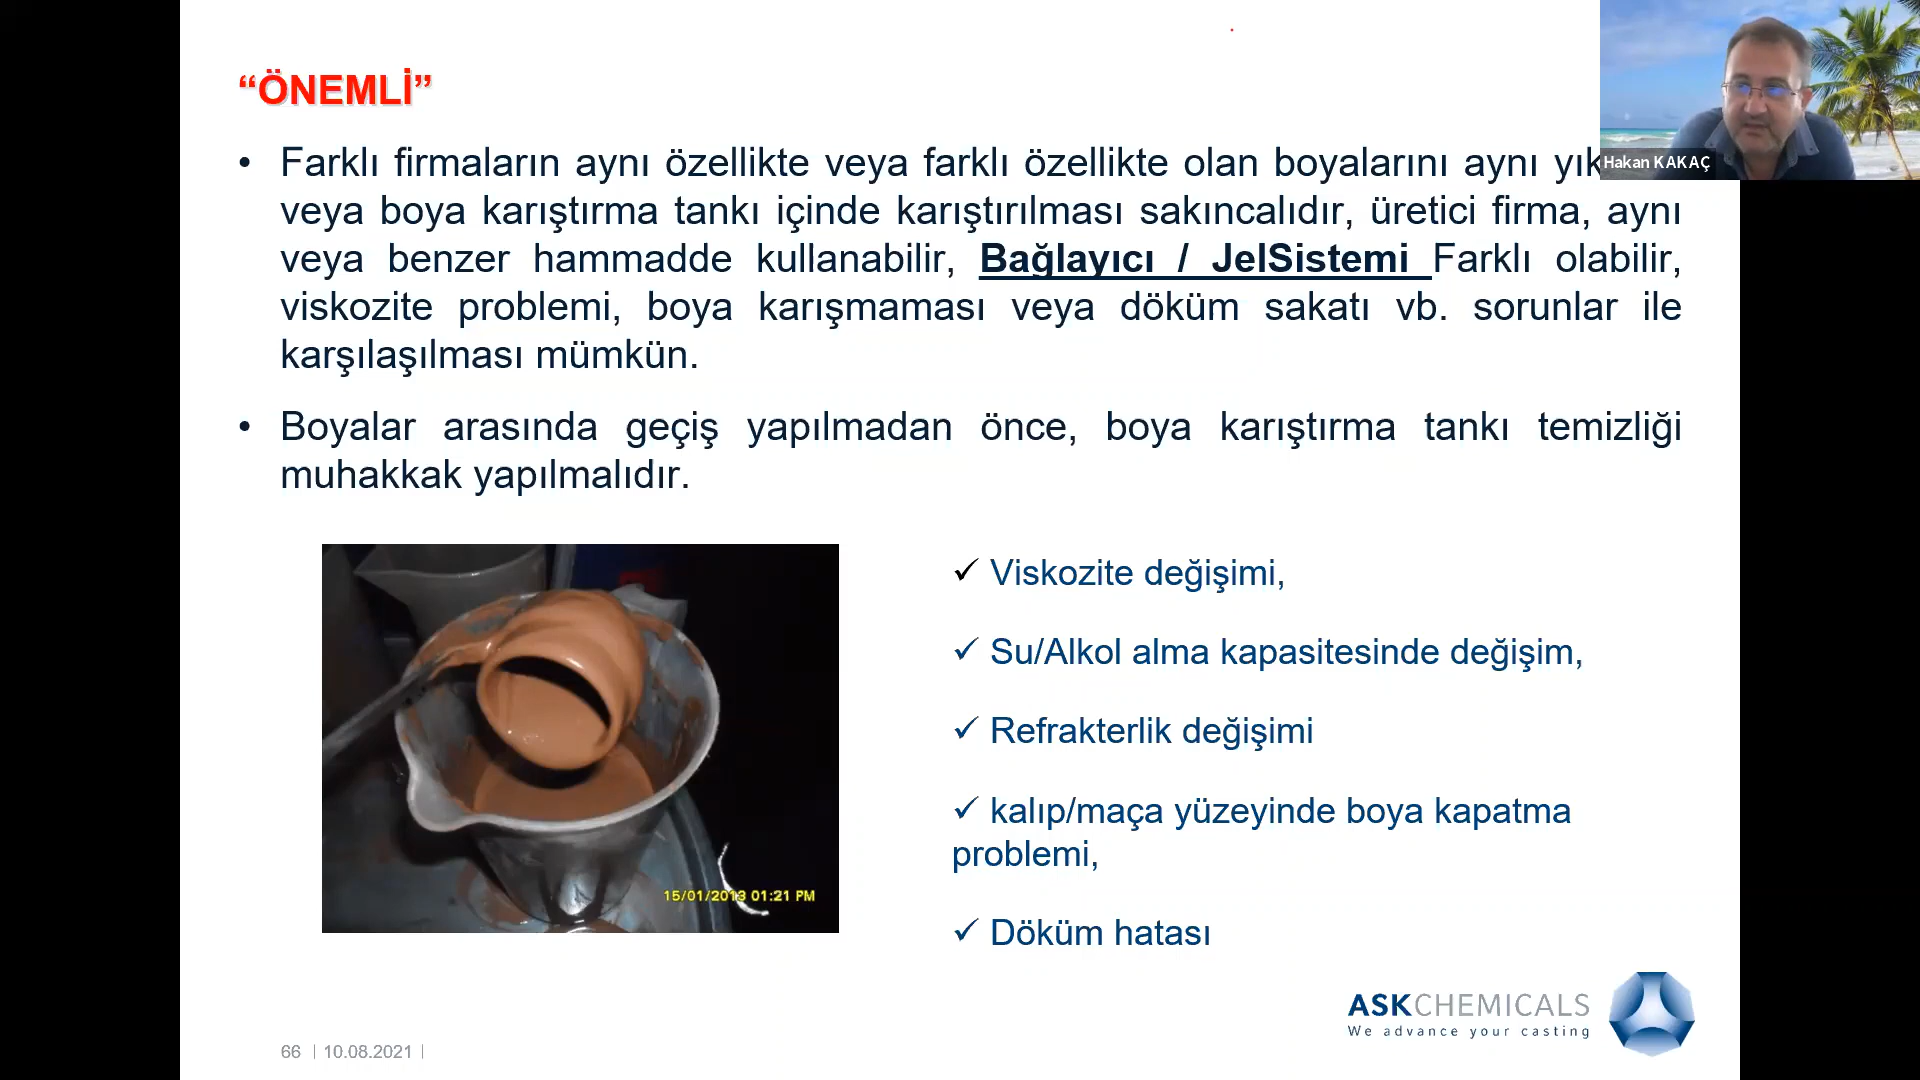 “ÖNEMLİ”
• Farklı firmaların aynı özellikte veya farklı özellikte olan boyalarını aynı
veya boya karıştırma tankı içinde karıştırılması sakıncalıdır, üretici firma, aynı
veya benzer hammadde kullanabilir, Bağlayıcı / JelSistemi Farklı olabilir,
viskozite problemi, boya karışmaması veya döküm sakatı vb. sorunlar ile
karşılaşılması mümkün.
• Boyalar arasında geçiş yapılmadan önce, boya karıştırma tankı temizliği
muhakkak yapılmalıdır.
✓ Viskozite değişimi,
✓ Su/Alkol alma kapasitesinde değişim,
✓ Refrakterlik değişimi
✓ kalıp/maça yüzeyinde boya kapatma
problemi,
✓ Döküm hatası
15/01/2013 01:21 PM
Hakan KAKAÇ
ASKCHEMICALS
We advance your casting
66 | 10.08.2021 |